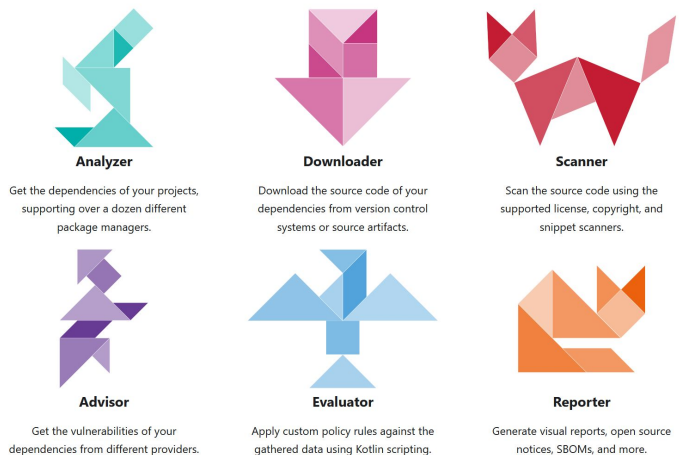 Analyzer
Get the dependencies of your projects,
supporting over a dozen different
package managers.
Downloader
Download the source code of your
dependencies from version control
systems or source artifacts.
Scanner
Scan the source code using the
supported license, copyright, and
snippet scanners.
Advisor
Get the vulnerabilities of your
dependencies from different providers.
Evaluator
Apply custom policy rules against the
gathered data using Kotlin scripting.
Reporter
Generate visual reports, open source
notices, SBOMs, and more.